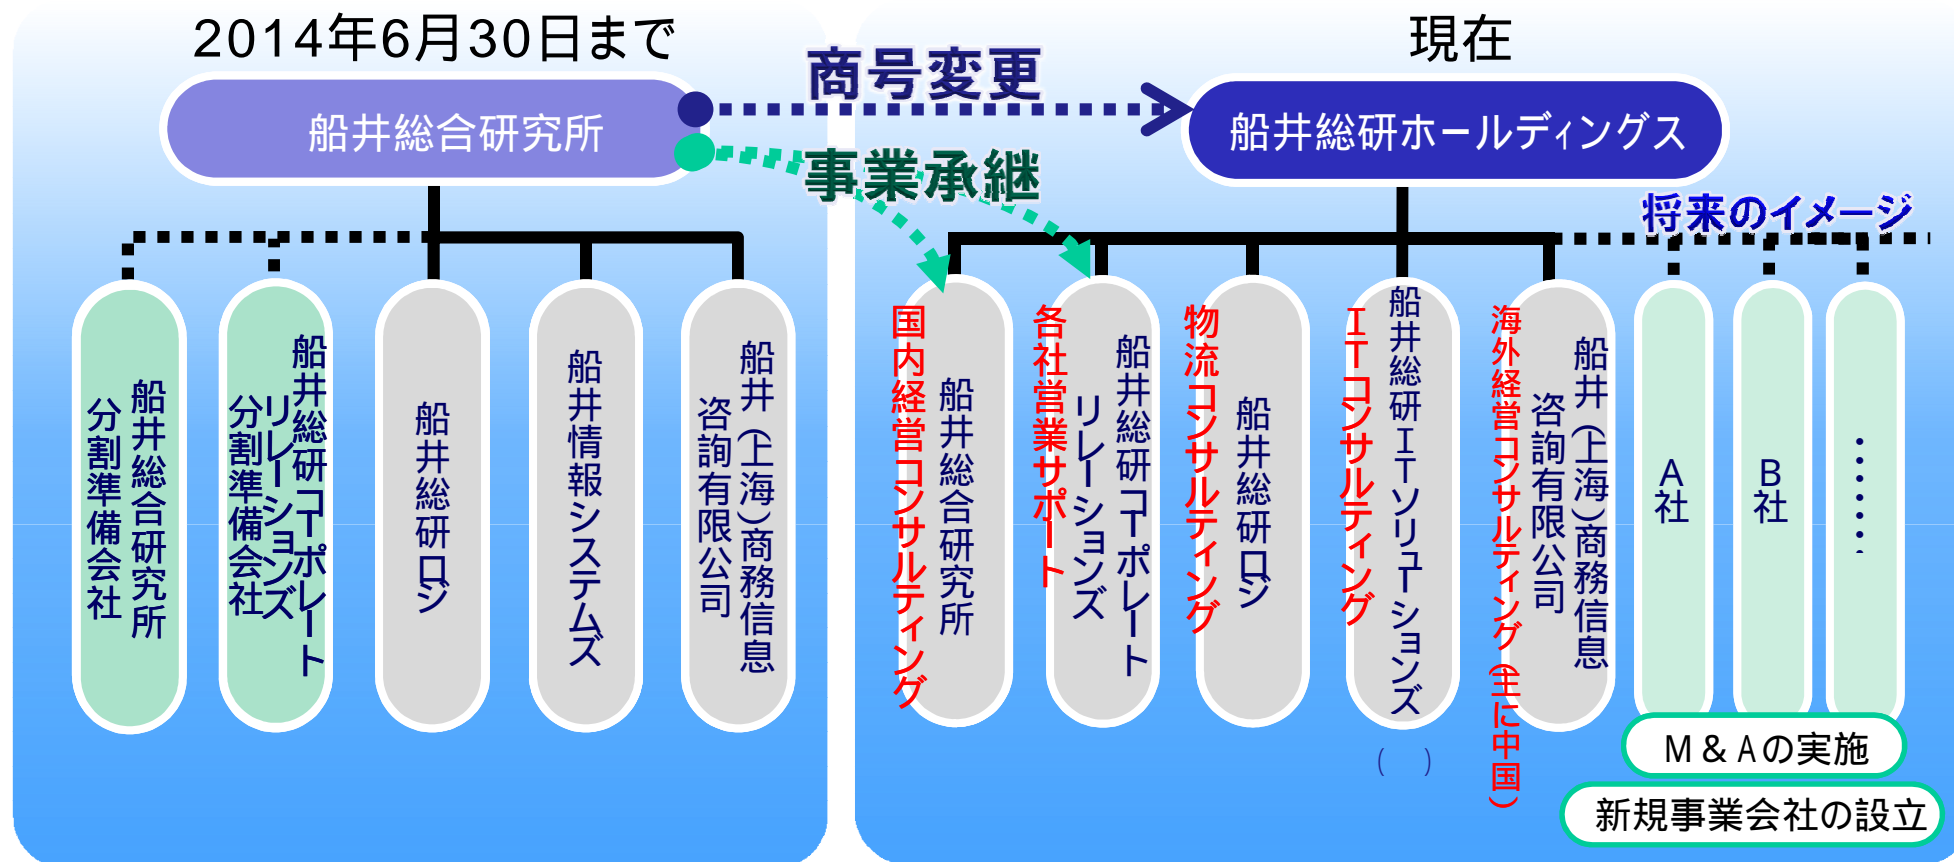 2014年6月30日まで
船井総合研究所
船井総合研究所
分割準備会社
船井総研コーポレート
リレーションズ
分割準備会社
船井総研ロジ
船井情報システムズ
船井(上海)商務信息
咨詢有限公司
商号変更
事業承継
現在
船井総研ホールディングス
将来のイメージ
国内経営コンサルティング
船井総合研究所
各社営業サポート
船井総研コーポレート
リレーションズ
物流コンサルティング
船井総研ロジ
ITコンサルティング
船井総研ITソリューションズ
( )
海外経営コンサルティング(主に中国)
船井(上海)商務信息
咨詢有限公司
A社
B社
・・・・・・・
M&Aの実施
新規事業会社の設立